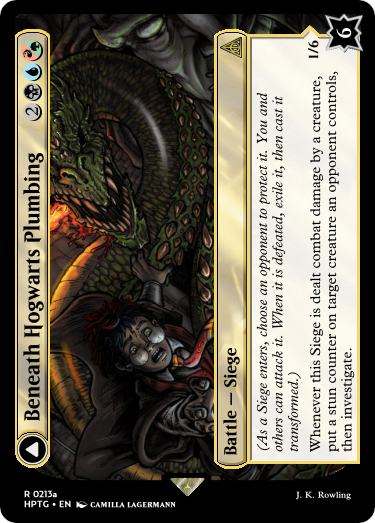 Beneath Hogwarts Plumbing
2
Battle – Siege
(As a Siege enters, choose an opponent to protect it. You and
others can attack it. When it is defeated, exile it, then cast it
transformed.)
Whenever this Siege is dealt combat damage by a creature,
put a stun counter on target creature an opponent controls,
then investigate.
1/6
6
R 0213a
HPTG • EN CAMILLA LAGERMANN
J. K. Rowling